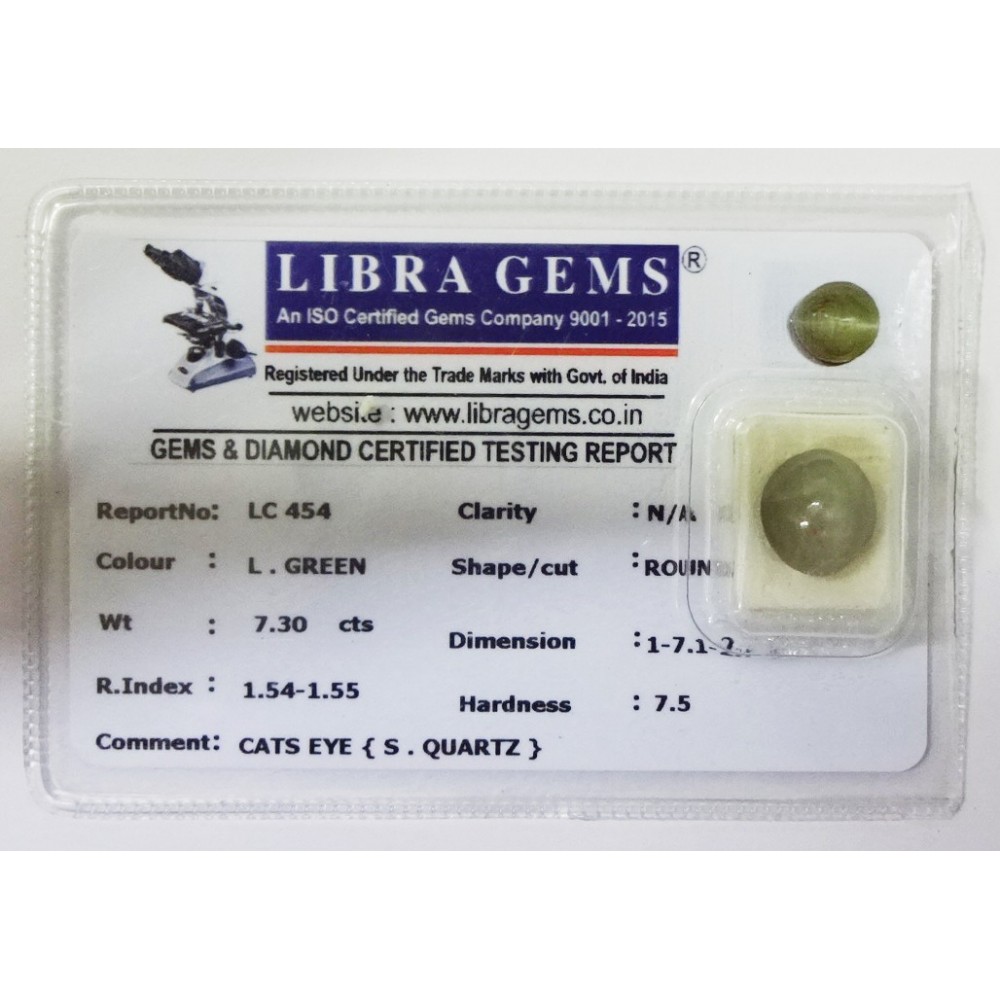 LIBRA GEMS ®
An ISO Certified Gems Company 9001 - 2015
Registered Under the Trade Marks with Govt. of India
website : www.libragems.co.in
GEMS & DIAMOND CERTIFIED TESTING REPORT
ReportNo: LC 454 Clarity : N/A
Colour : L . GREEN Shape/cut :
Wt : 7.30 cts Dimension :
R.Index : 1.54-1.55 Hardness : 7.5
Comment: CATS EYE { S . QUARTZ }